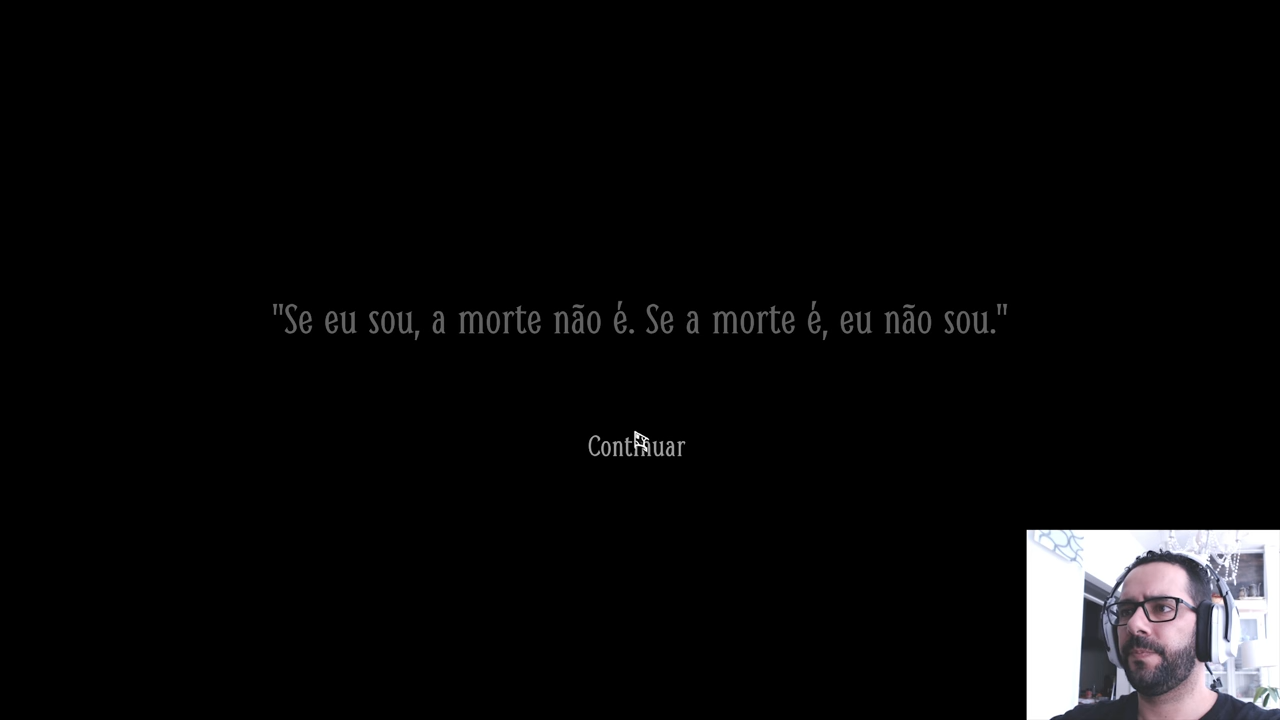 "Se eu sou, a morte não é. Se a morte é, eu não sou."
Continuar